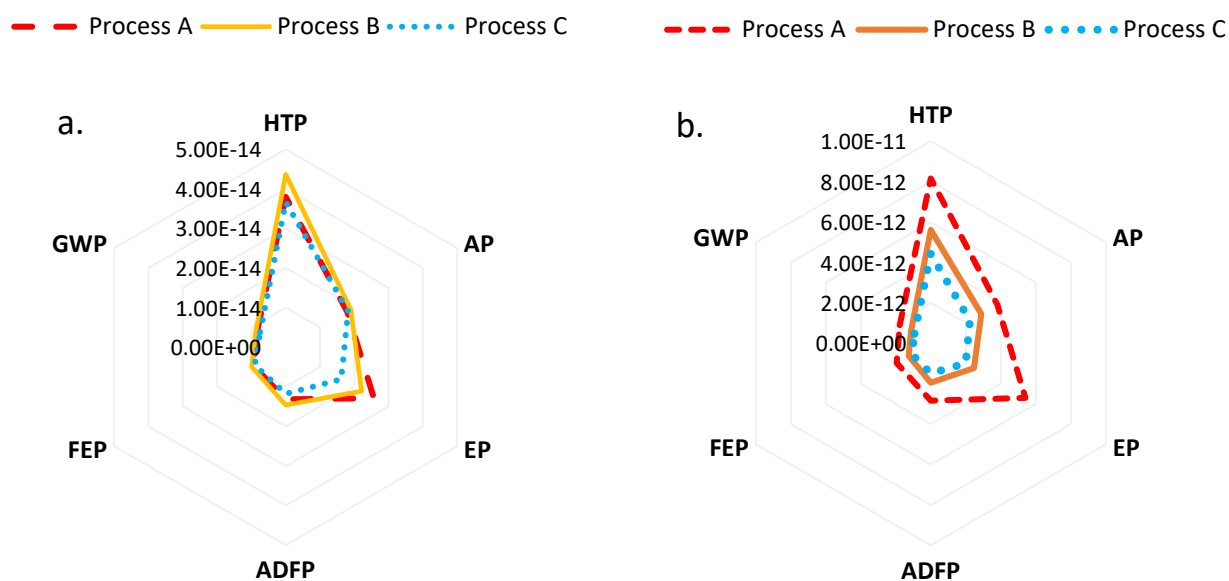 Process A Process B Process C
a.
HTP
5.00E-14
4.00E-14
3.00E-14
2.00E-14
1.00E-14
0.00E+00
GWP
AP
FEP
EP
ADFP
Process A Process B Process C
b.
HTP
1.00E-11
8.00E-12
6.00E-12
4.00E-12
2.00E-12
0.00E+00
GWP
AP
FEP
EP
ADFP